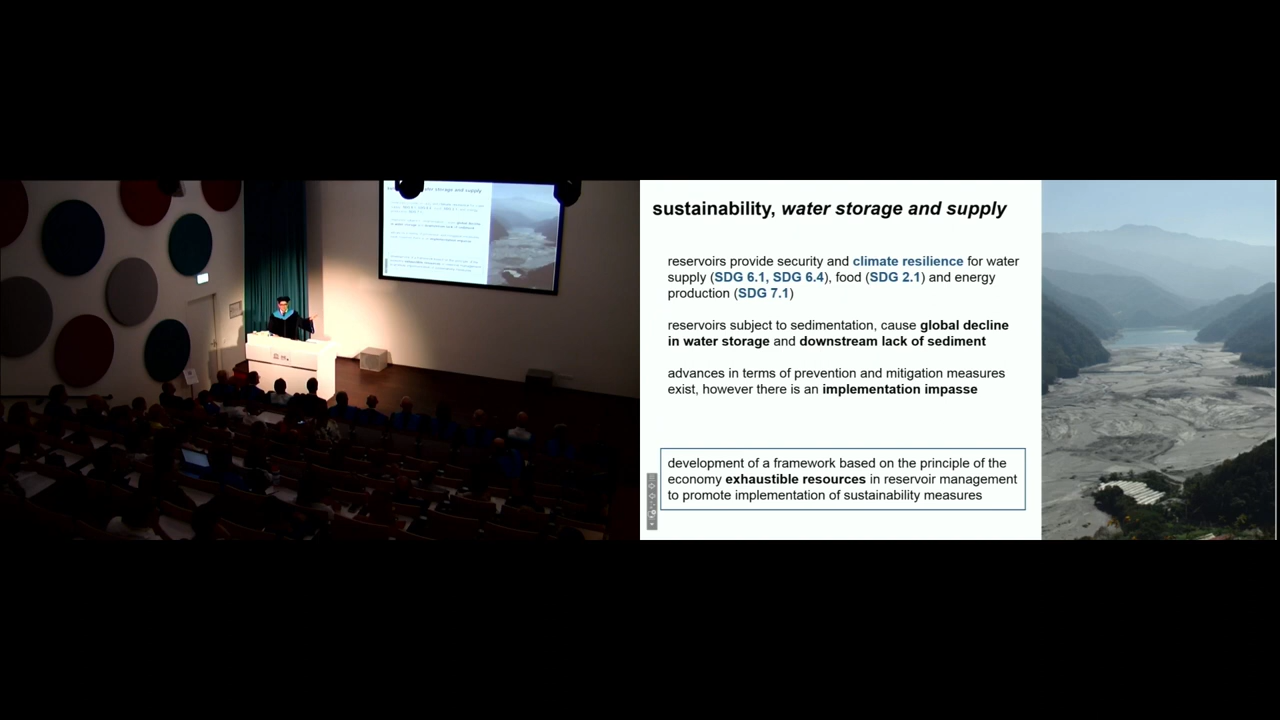 sustainability, water storage and supply
reservoirs provide security and climate resilience for water
supply (SDG 6.1, SDG 6.4), food (SDG 2.1) and energy
production (SDG 7.1)
reservoirs subject to sedimentation, cause global decline
in water storage and downstream lack of sediment
advances in terms of prevention and mitigation measures
exist, however there is an implementation impasse
development of a framework based on the principle of the
economy exhaustible resources in reservoir management
to promote implementation of sustainability measures